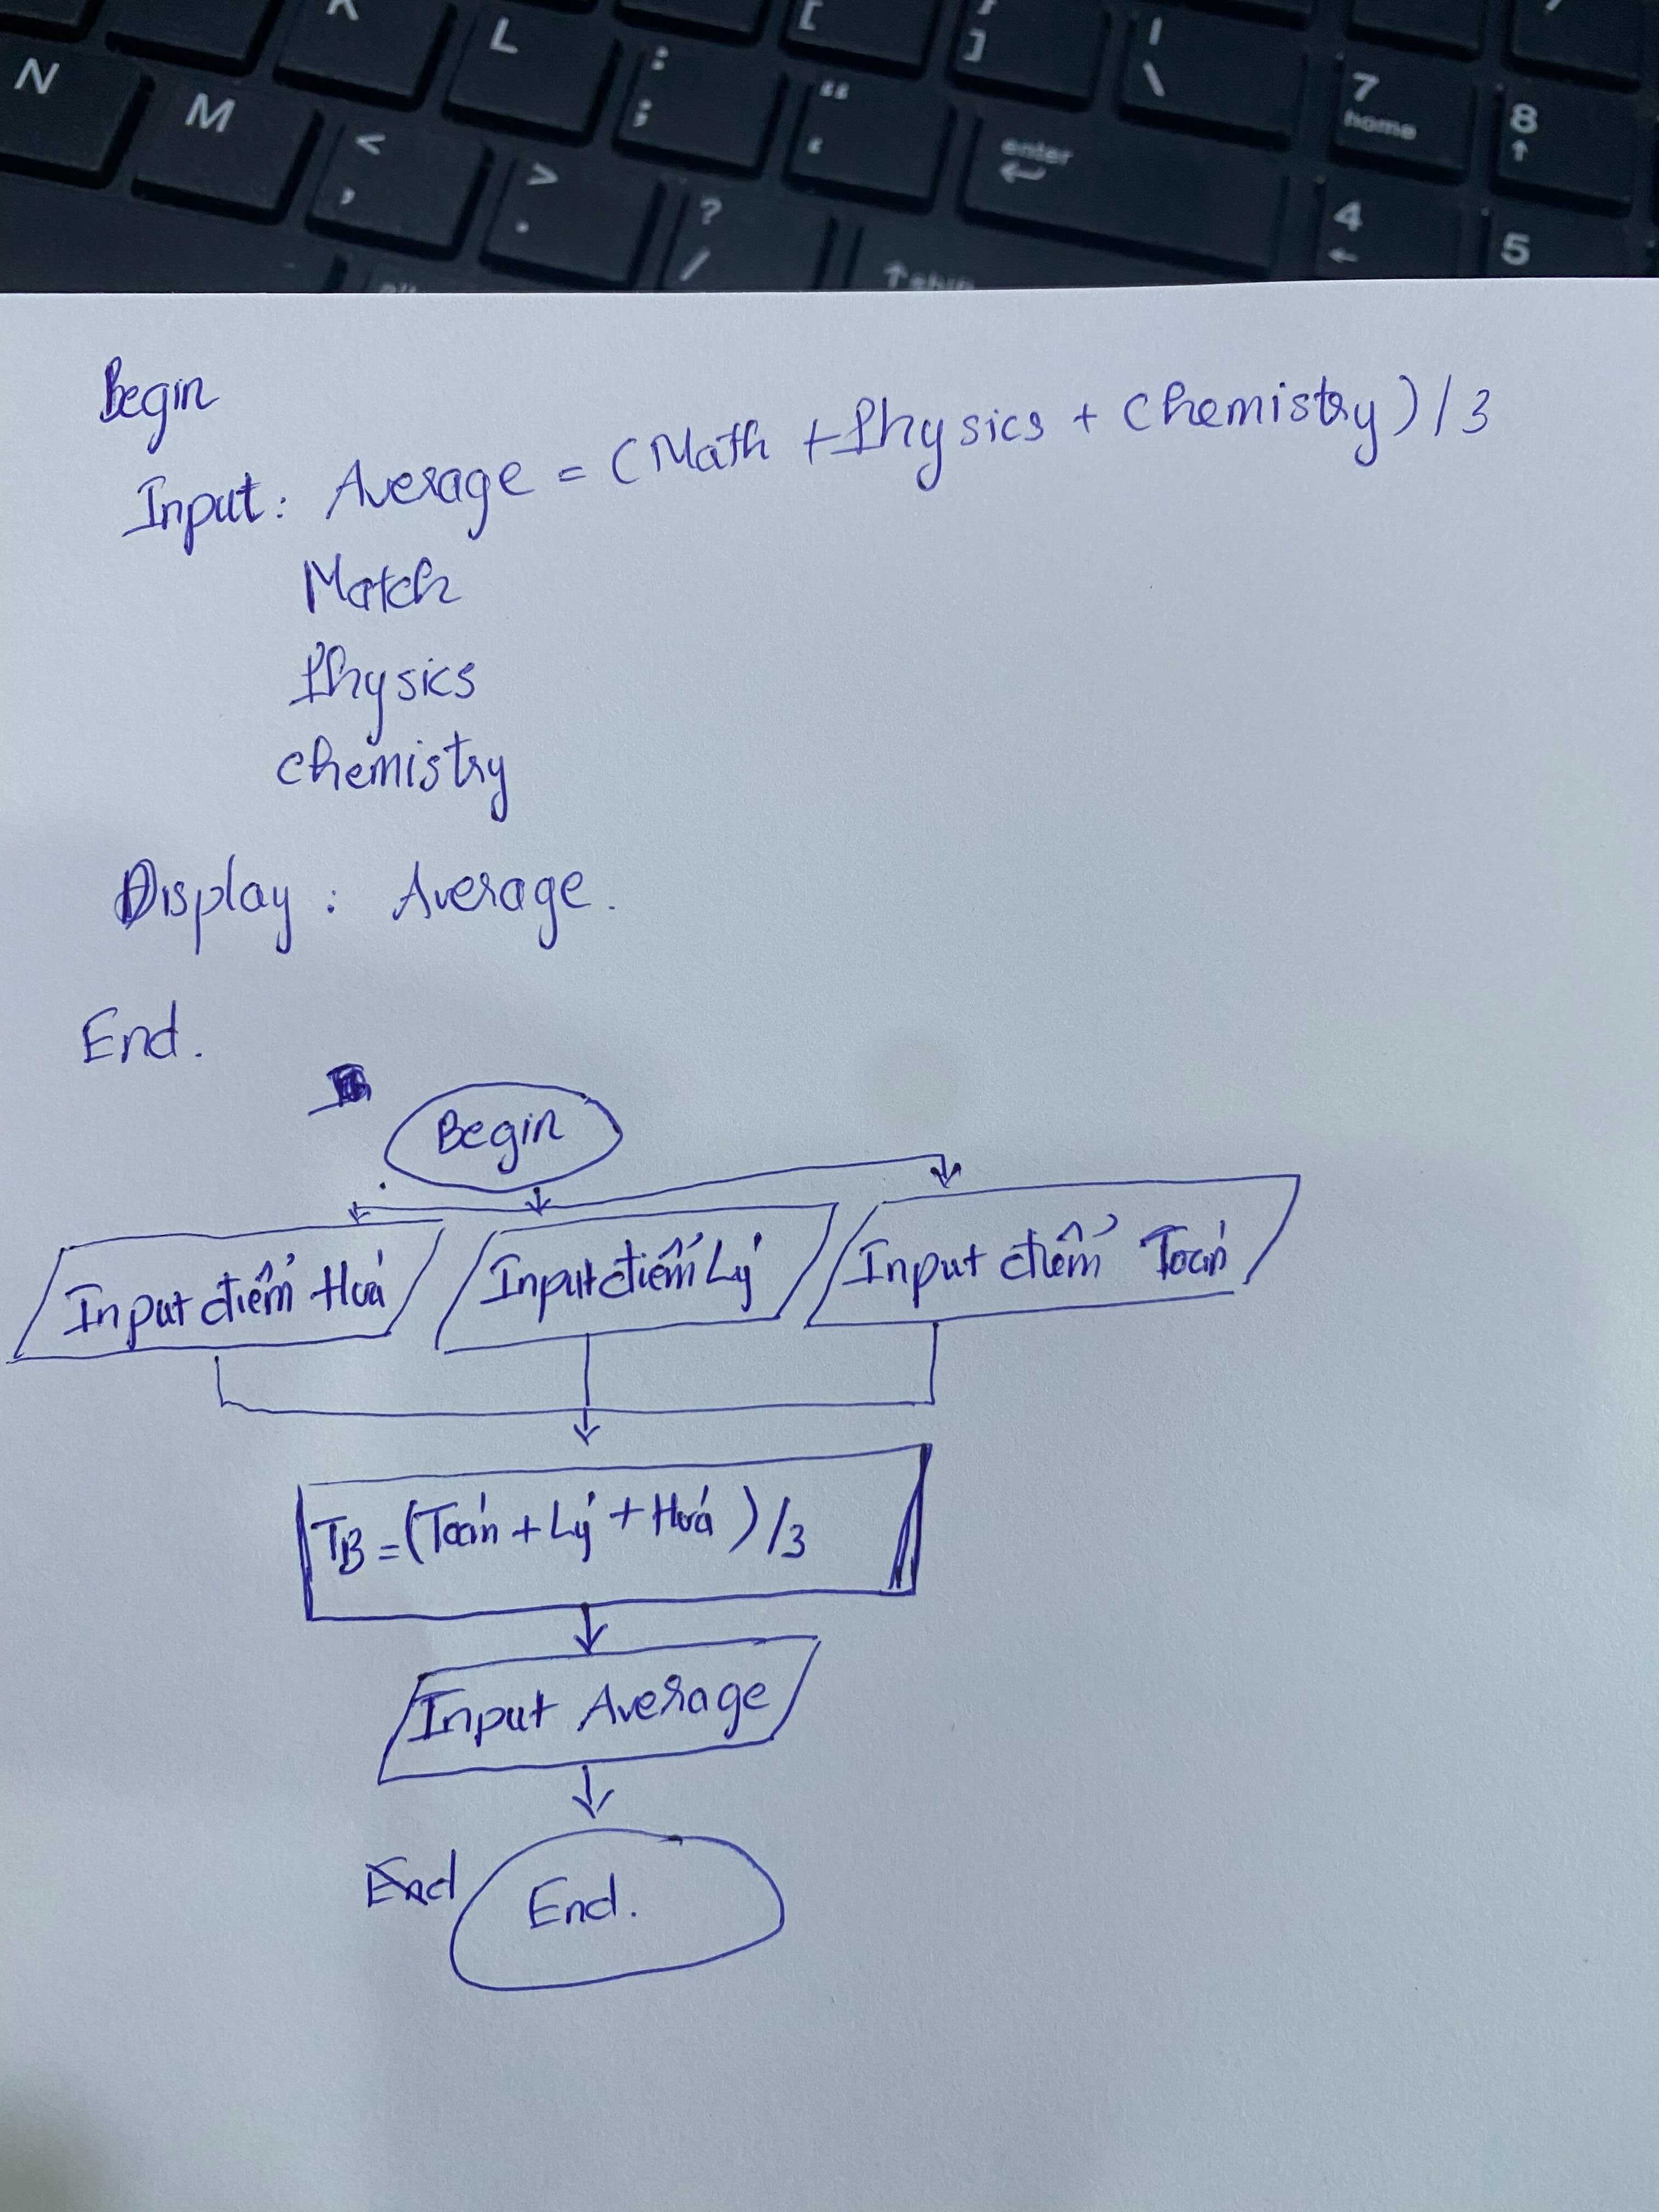 K
L
:
;
[
}
]
|
\
7
home
8
↑
N
M
<
,
>
.
?
/
“
‘
enter
4
←
5
↑shift
Begin
Input: Average = (Math + Physics + Chemistry) / 3
Match
Physics
chemistry
Display : Average.
End.
Begin
Input điểm Hoá
Input điểm Lý
Input điểm Toán
TB = (Toán + Lý + Hoá) / 3
Input Average
End
End.